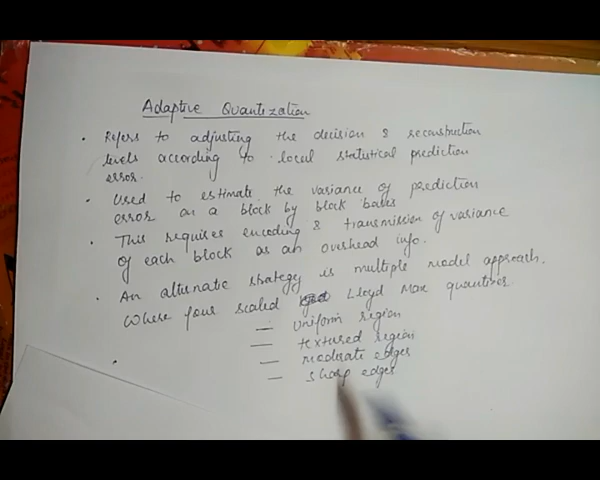 Adaptive Quantization
• Refers to adjusting the decision & reconstruction
levels according to local statistical prediction
error.
• Used to estimate the variance of prediction
error on a block by block basis
• This requires encoding & transmission of variance
of each block as an overhead info.
• An alternatic strategy is multiple model approach.
Where four scaled Lloyd Max quantizers
— Uniform region
— textured region
— moderate edges
— sharp edges